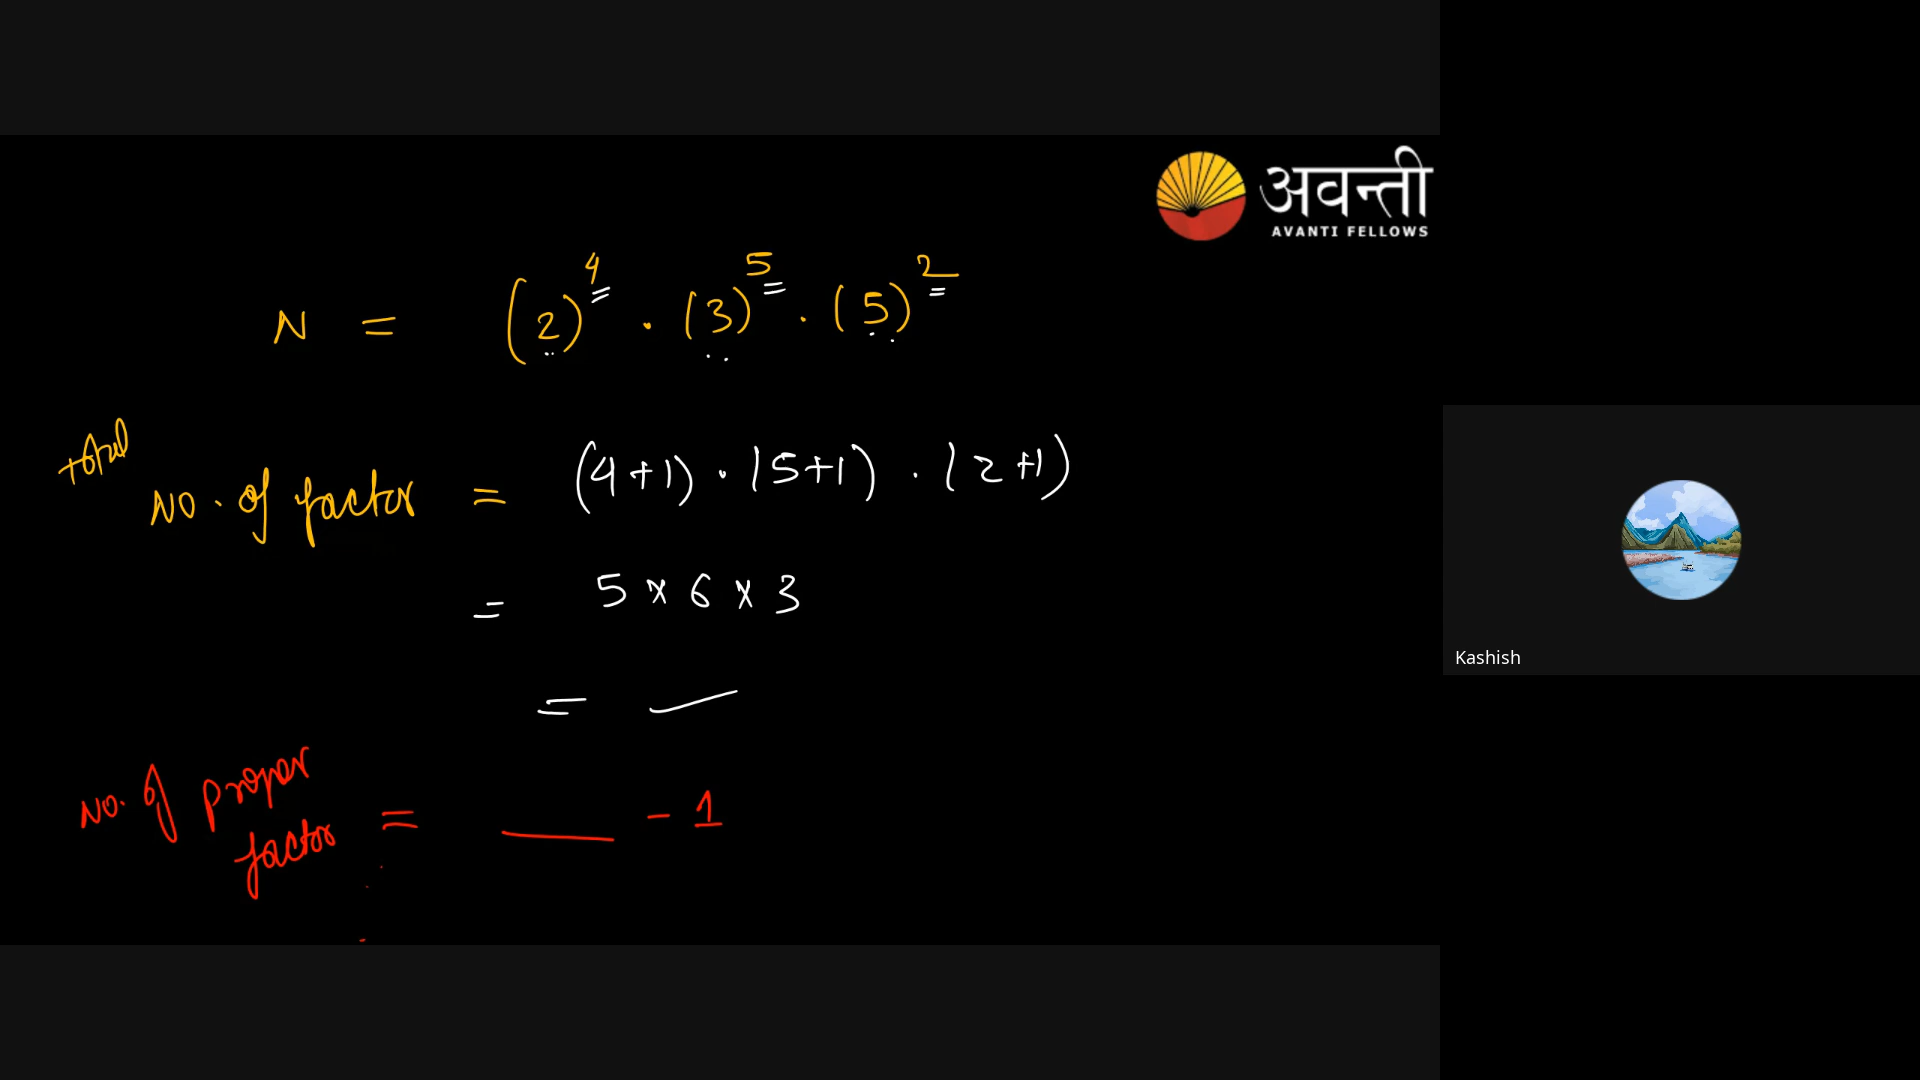 अवन्ती
AVANTI FELLOWS
N = (2)^4 . (3)^5 . (5)^2
total
NO. of factor = (4+1) . (5+1) . (2+1)
= 5 x 6 x 3
=
NO. of proper
factor = ___ - 1
Kashish